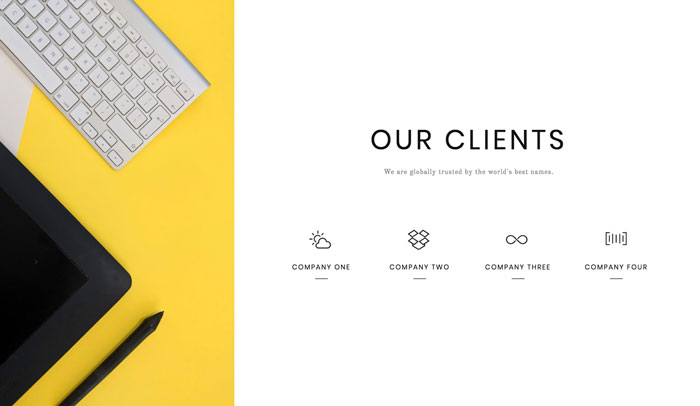 OUR CLIENTS
We are globally trusted by the world's best names.
COMPANY ONE
COMPANY TWO
COMPANY THREE
COMPANY FOUR